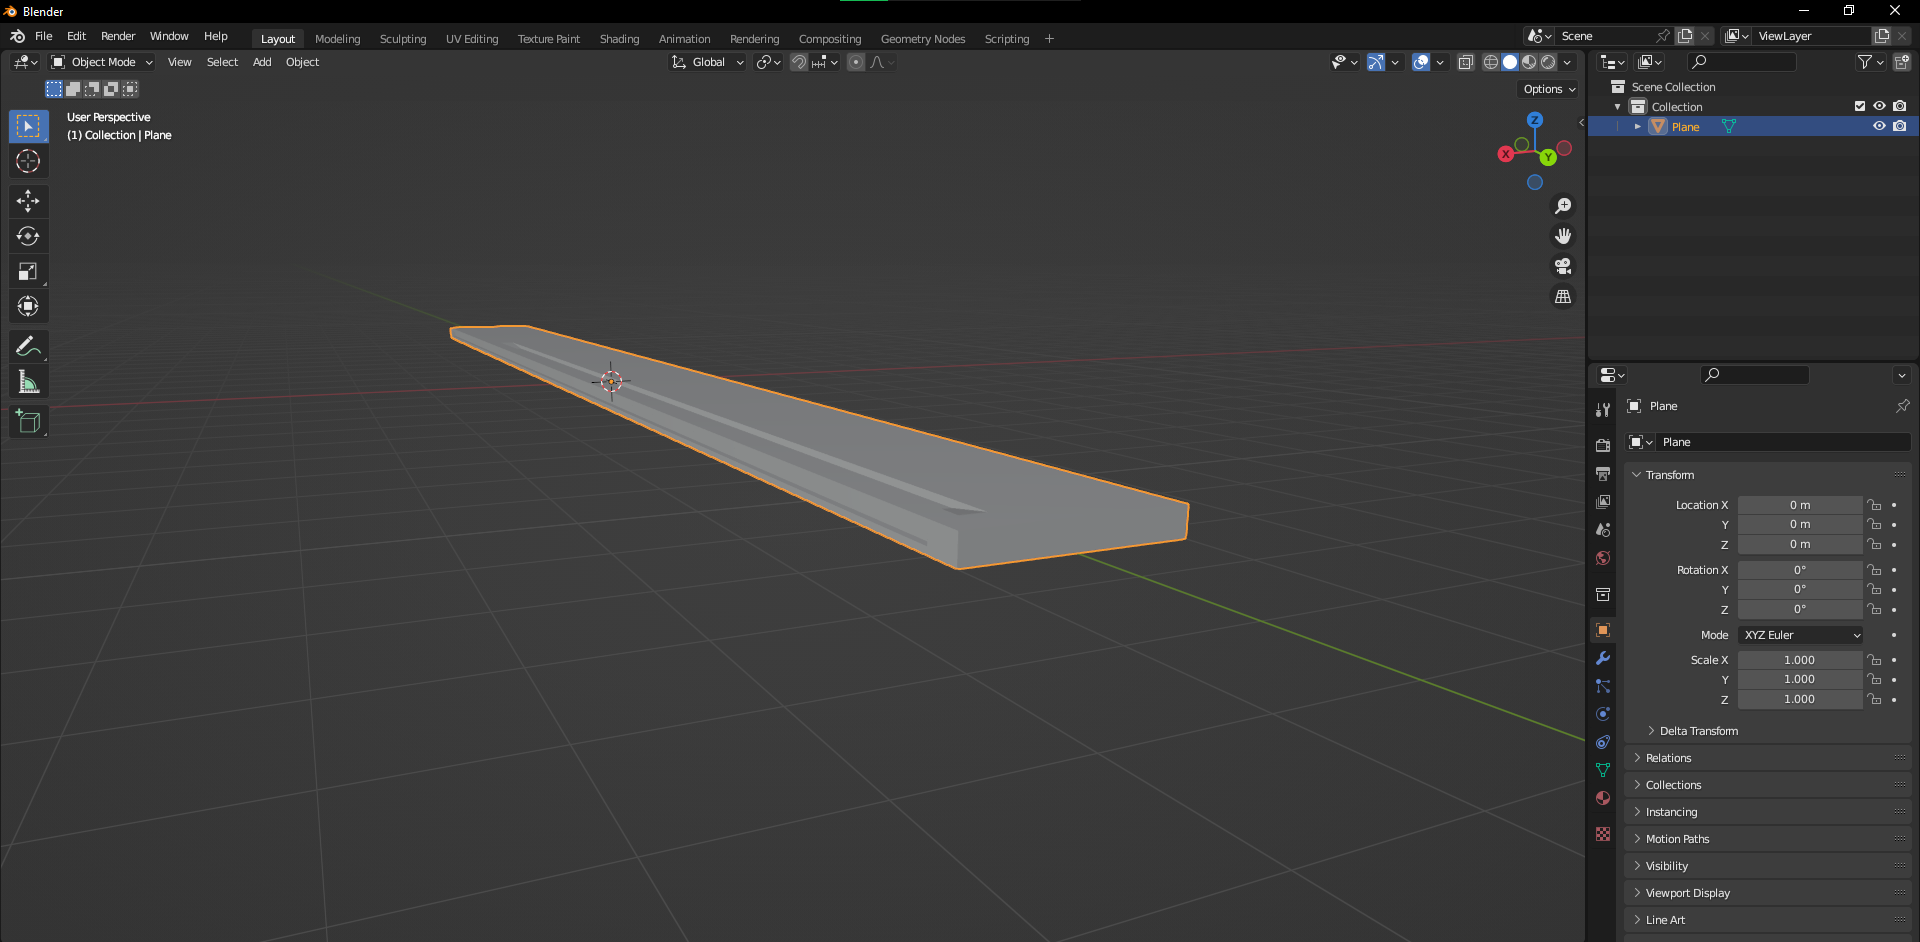 Blender
File Edit Render Window Help Layout Modeling Sculpting UV Editing Texture Paint Shading Animation Rendering Compositing Geometry Nodes Scripting + Scene ViewLayer
Object Mode View Select Add Object Global
Options
User Perspective
(1) Collection | Plane
Z
X
Y
Scene Collection
Collection
Plane
Plane
Plane
Transform
Location X 0 m
Y 0 m
Z 0 m
Rotation X 0°
Y 0°
Z 0°
Mode XYZ Euler
Scale X 1.000
Y 1.000
Z 1.000
Delta Transform
Relations
Collections
Instancing
Motion Paths
Visibility
Viewport Display
Line Art